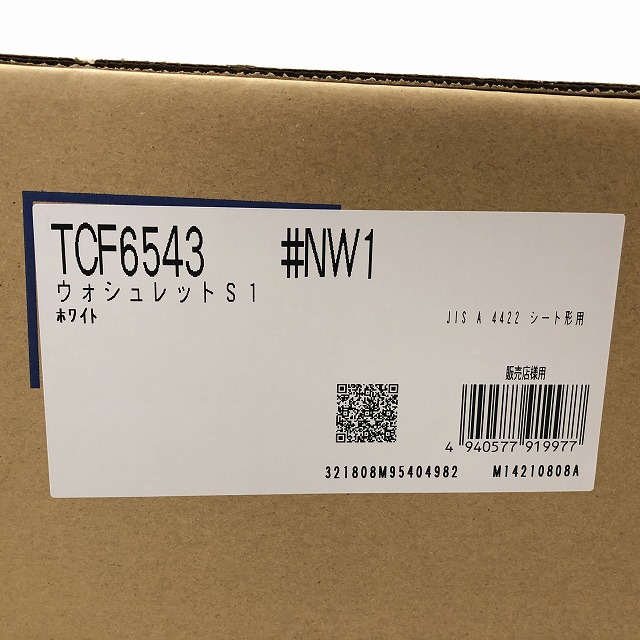 TCF6543 #NW1
ウォシュレットS1
ホワイト
JIS A 4422 シート形用
販売店様用
4 940577 919977
321808M95404982 M14210808A